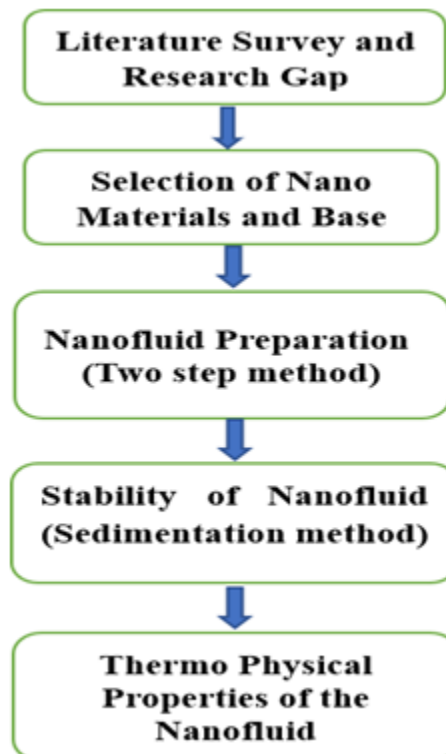 Literature Survey and
Research Gap
Selection of Nano
Materials and Base
Nanofluid Preparation
(Two step method)
Stability of Nanofluid
(Sedimentation method)
Thermo Physical
Properties of the
Nanofluid